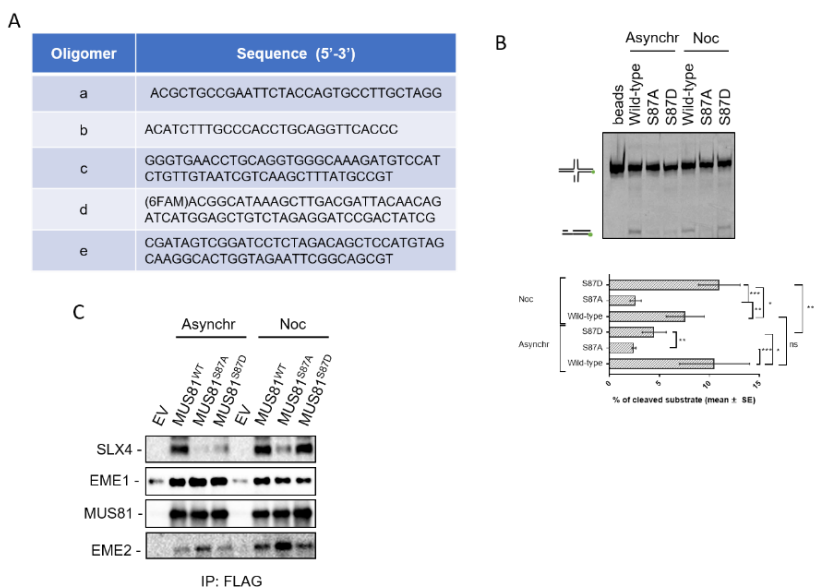 A
Oligomer Sequence (5'-3')
a ACGCTGCCGAATTCTACCAGTGCCTTGCTAGG
b ACATCTTTGCCCACCTGCAGGTTCACCC
c GGGTGAACCTGCAGGTGGGCAAAGATGTCCAT
CTGTTGTAATCGTCAAGCTTTATGCCGT
d (6FAM)ACGGCATAAAGCTTGACGATTACAACAG
ATCATGGAGCTGTCTAGAGGATCCGACTATCG
e CGATAGTCGGATCCTCTAGACAGCTCCATGTAG
CAAGGCACTGGTAGAATTCGGCAGCGT
B
Asynchr Noc
beads Wild-type S87A S87D Wild-type S87A S87D
Noc
S87D
S87A
Wild-type
Asynchr
S87D
S87A
Wild-type
*** * ** ** ns
** *** *
0 5 10 15
% of cleaved substrate (mean ± SE)
C
Asynchr Noc
EV MUS81WT MUS81S87A MUS81S87D EV MUS81WT MUS81S87A MUS81S87D
SLX4 -
EME1 -
MUS81 -
EME2 -
IP: FLAG